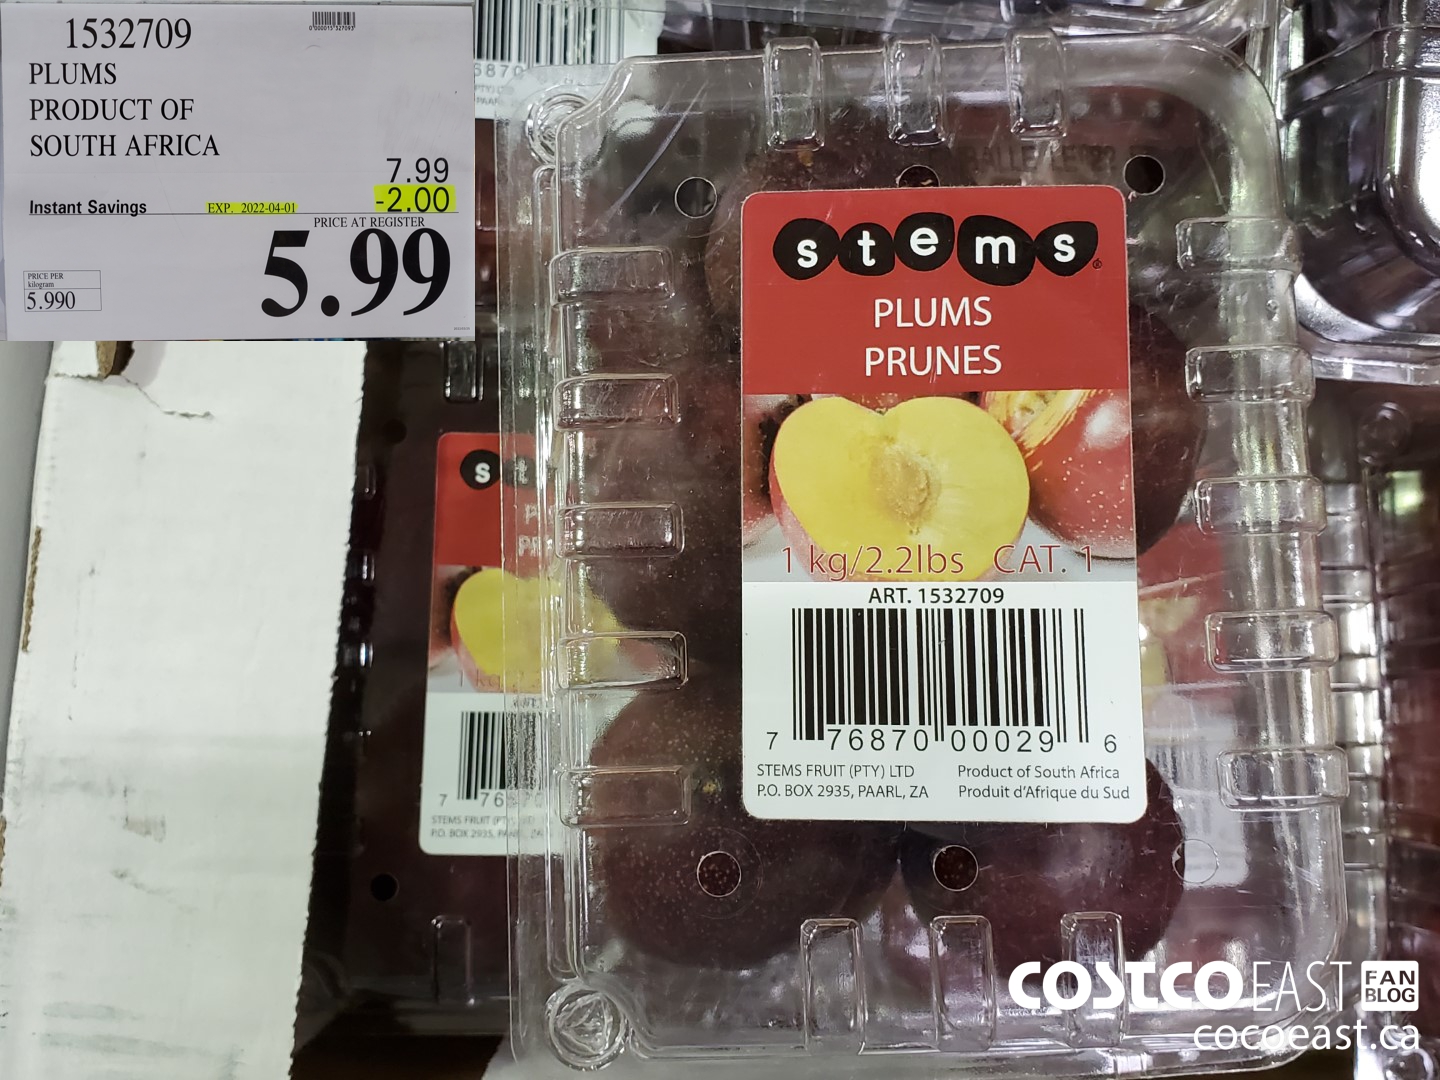 1532709
PLUMS
PRODUCT OF
SOUTH AFRICA
7.99
Instant Savings EXP. 2022-04-01 -2.00
PRICE AT REGISTER
5.99
PRICE PER
kilogram
5.990
stems
PLUMS
PRUNES
1 kg/2.2lbs CAT. 1
ART. 1532709
7 76870 00029 6
STEMS FRUIT (PTY) LTD
P.O. BOX 2935, PAARL, ZA
Product of South Africa
Produit d'Afrique du Sud
COSTCO EAST FAN BLOG
cocoeast.ca